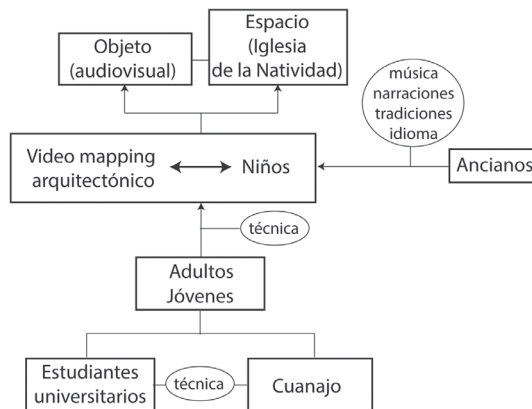 Objeto
(audiovisual)
Espacio
(Iglesia
de la Natividad)
música
narraciones
tradiciones
idioma
Video mapping
arquitectónico
Niños
Ancianos
técnica
Adultos
Jóvenes
Estudiantes
universitarios
técnica
Cuanajo